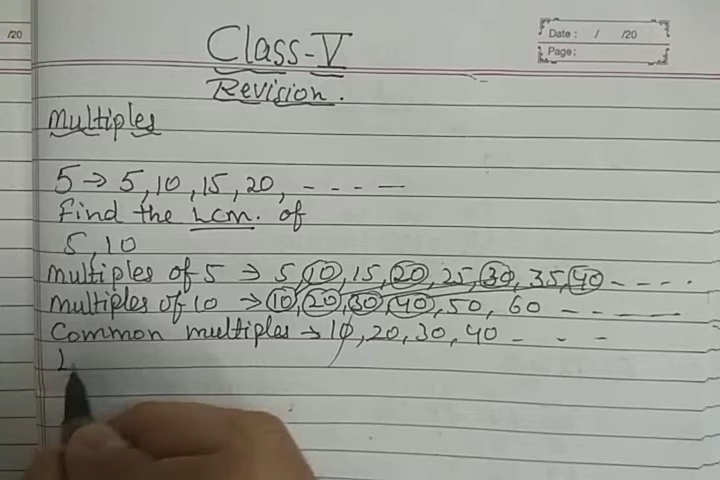 /20
Date : / /20
Page:
Class-V
Revision.
Multiples
5 → 5, 10, 15, 20, - - - -
Find the LCM. of
5, 10
multiples of 5 → 5, 10, 15, 20, 25, 30, 35, 40 - - - -
multiples of 10 → 10, 20, 30, 40, 50, 60 - - - -
Common multiples → 10, 20, 30, 40 - - -
L